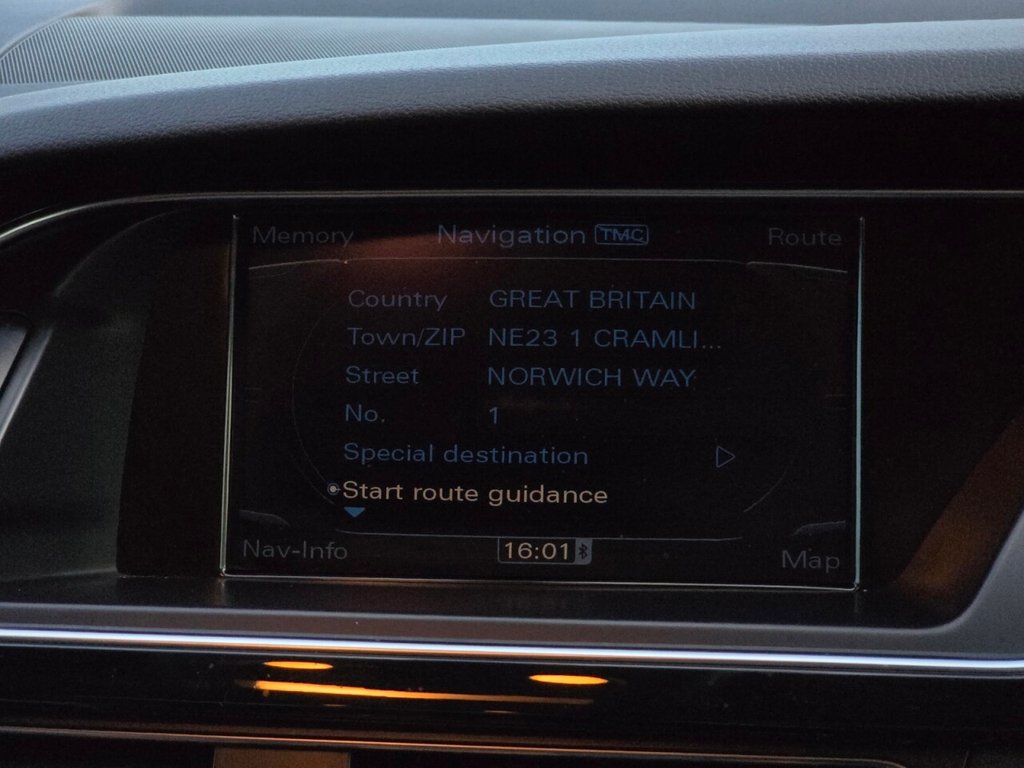 Memory Navigation TMC Route
Country GREAT BRITAIN
Town/ZIP NE23 1 CRAMLI...
Street NORWICH WAY
No. 1
Special destination
Start route guidance
Nav-Info 16:01 Map